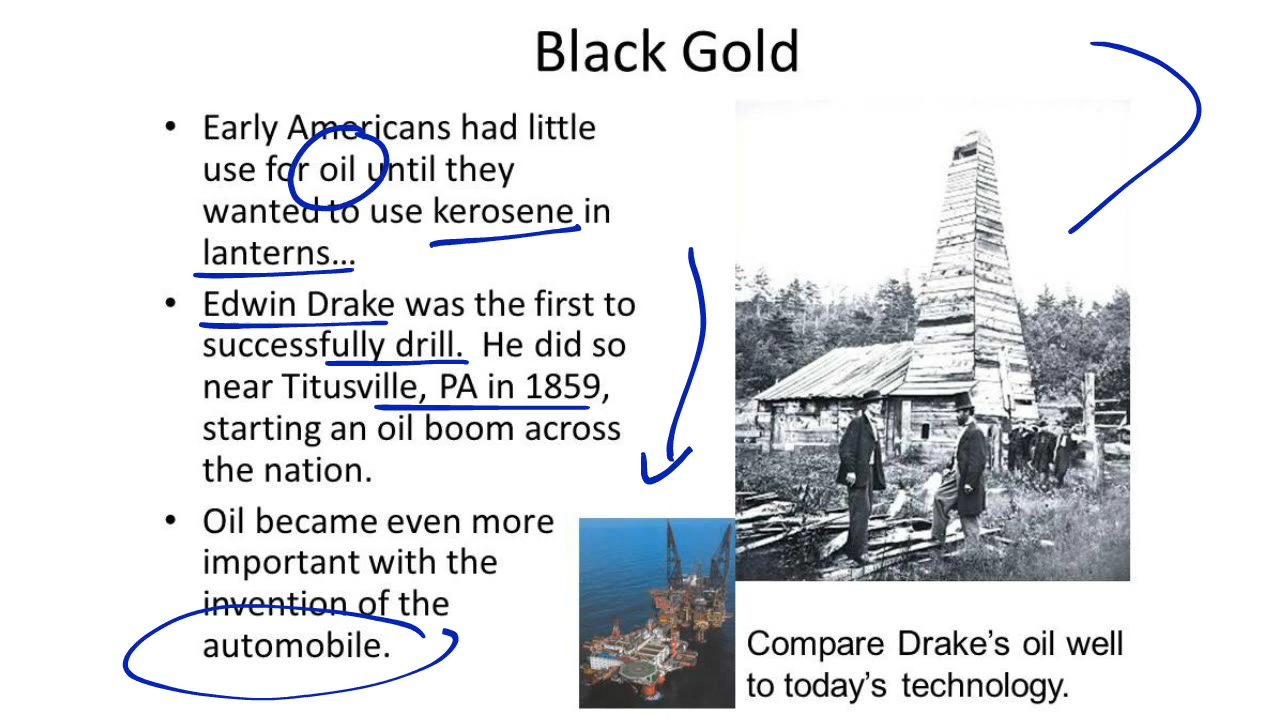 Black Gold
• Early Americans had little
use for oil until they
wanted to use kerosene in
lanterns…
• Edwin Drake was the first to
successfully drill.  He did so
near Titusville, PA in 1859,
starting an oil boom across
the nation.
• Oil became even more
important with the
invention of the
automobile.
Compare Drake’s oil well
to today’s technology.